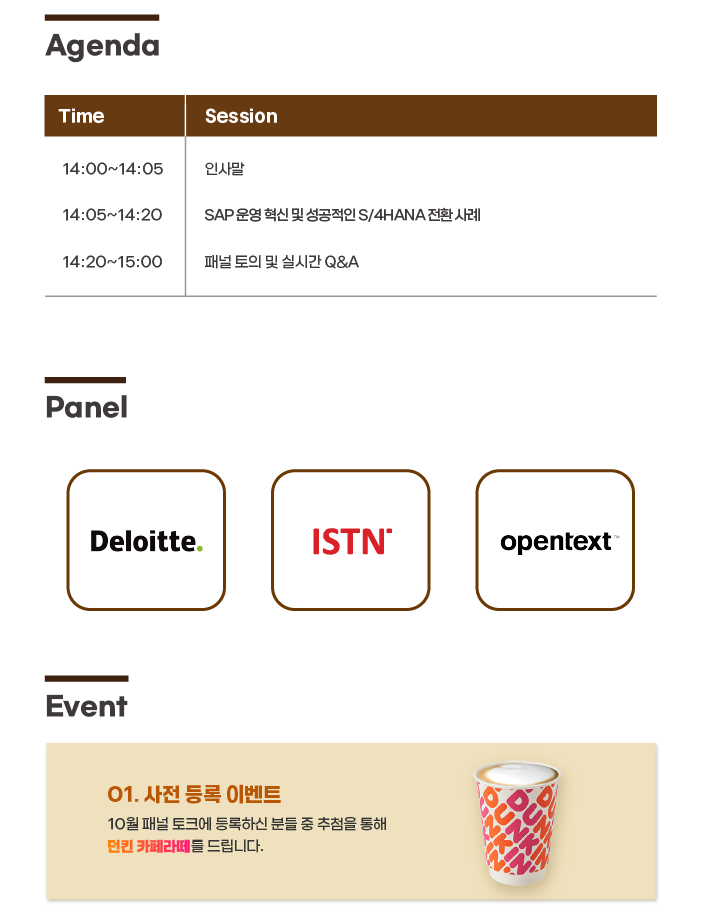 Agenda
Time Session
14:00~14:05 인사말
14:05~14:20 SAP 운영 혁신 및 성공적인 S/4HANA 전환 사례
14:20~15:00 패널 토의 및 실시간 Q&A
Panel
Deloitte. ISTN opentext™
Event
01. 사전 등록 이벤트
10월 패널 토크에 등록하신 분들 중 추첨을 통해
던킨 카페라떼를 드립니다.
DUNKIN'
DUNKIN'
DUNKIN'